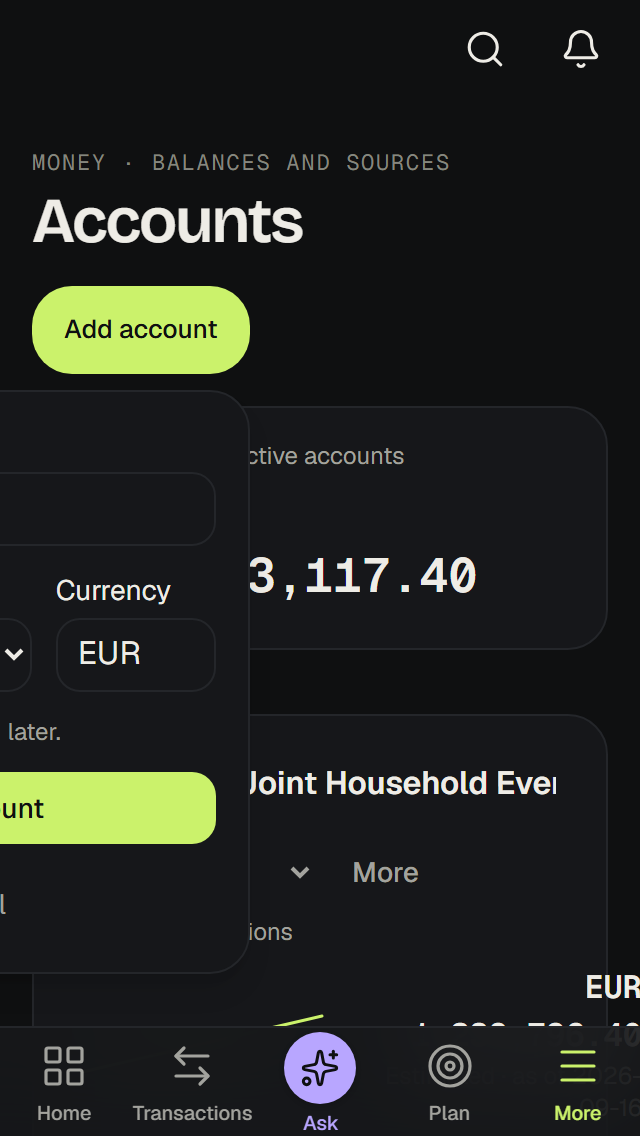 MONEY · BALANCES AND SOURCES
Accounts
Add account
ctive accounts
3,117.40
Currency
EUR
later.
Joint Household Ever
unt
More
ions
EUR
Home
Transactions
Ask
Plan
More